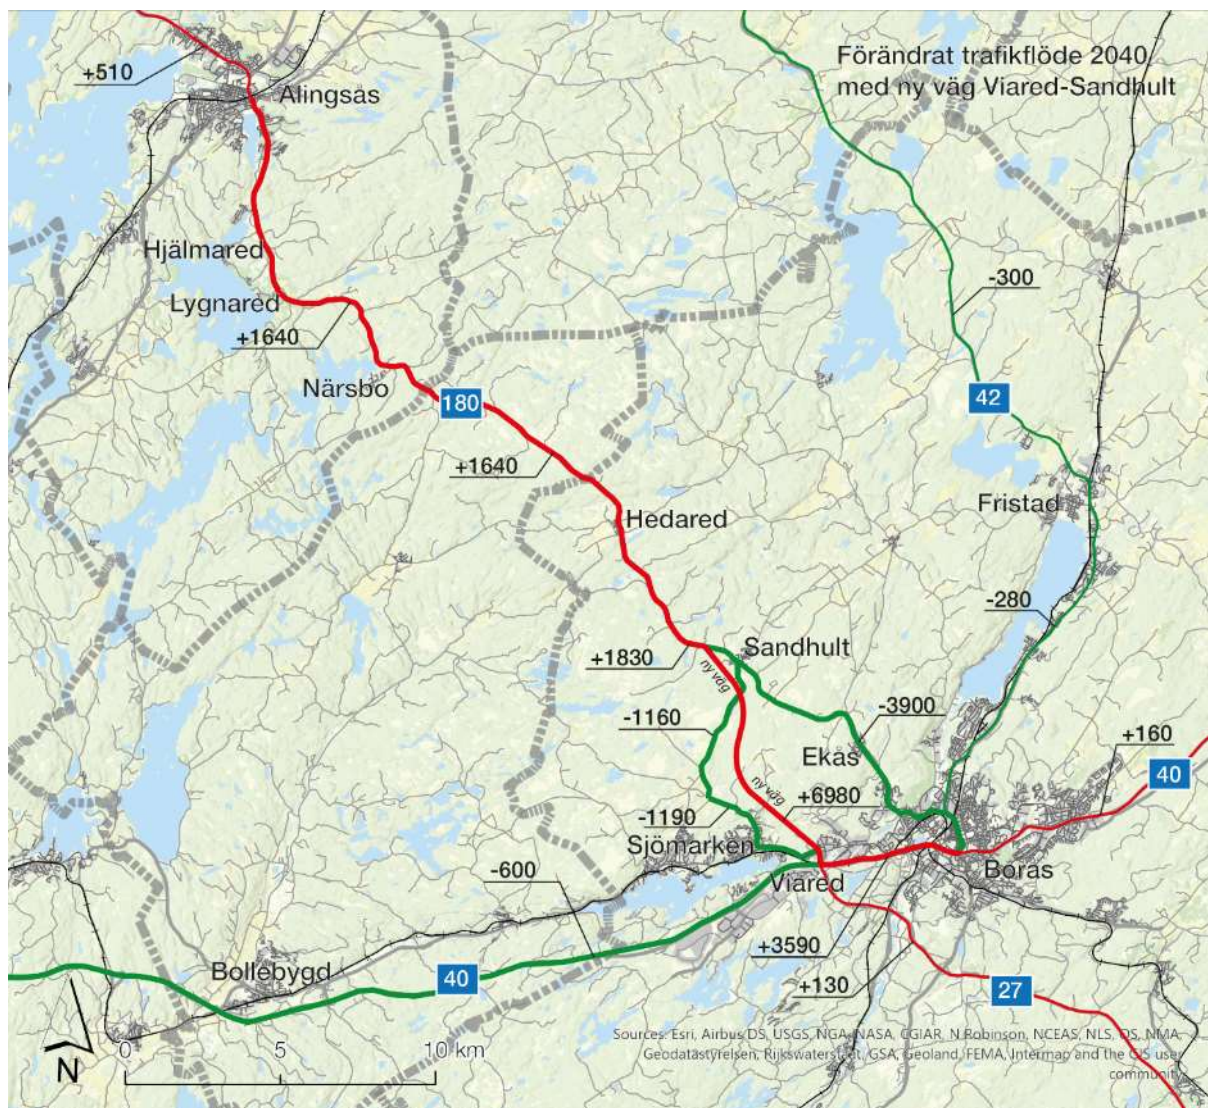 Förändrat trafikflöde 2040
med ny väg Viared-Sandhult
+510
Alingsås
Hjälmared
-300
Lygnared
+1640
Närsbo
180
42
+1640
Fristad
Hedared
-280
Sandhult
+1830
ny väg
-1160
-3900
+160
Ekås
40
ny väg
+6980
-1190
Sjömarken
-600
Viared
Borås
+3590
Bollebygd
40
+130
27
Sources: Esri, Airbus DS, USGS, NGA, NASA, CGIAR, N Robinson, NCEAS, NLS, OS, NMA,
Geodatastyrelsen, Rijkswaterstaat, GSA, Geoland, FEMA, Intermap and the GIS user
community
0 5 10 km
N